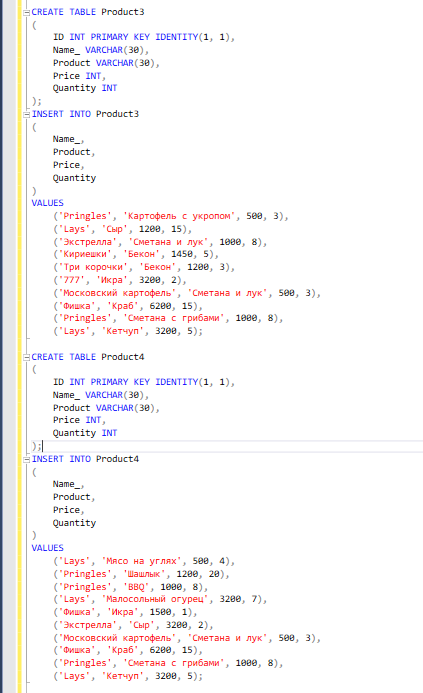 CREATE TABLE Product3
(
ID INT PRIMARY KEY IDENTITY(1, 1),
Name_ VARCHAR(30),
Product VARCHAR(30),
Price INT,
Quantity INT
);
INSERT INTO Product3
(
Name_,
Product,
Price,
Quantity
)
VALUES
('Pringles', 'Картофель с укропом', 500, 3),
('Lays', 'Сыр', 1200, 15),
('Экстрелла', 'Сметана и лук', 1000, 8),
('Кириешки', 'Бекон', 1450, 5),
('Три корочки', 'Бекон', 1200, 3),
('777', 'Икра', 3200, 2),
('Московский картофель', 'Сметана и лук', 500, 3),
('Фишка', 'Краб', 6200, 15),
('Pringles', 'Сметана с грибами', 1000, 8),
('Lays', 'Кетчуп', 3200, 5);
CREATE TABLE Product4
(
ID INT PRIMARY KEY IDENTITY(1, 1),
Name_ VARCHAR(30),
Product VARCHAR(30),
Price INT,
Quantity INT
);
INSERT INTO Product4
(
Name_,
Product,
Price,
Quantity
)
VALUES
('Lays', 'Мясо на углях', 500, 4),
('Pringles', 'Шашлык', 1200, 20),
('Pringles', 'BBQ', 1000, 8),
('Lays', 'Малосольный огурец', 3200, 7),
('Фишка', 'Икра', 1500, 1),
('Экстрелла', 'Сыр', 3200, 2),
('Московский картофель', 'Сметана и лук', 500, 3),
('Фишка', 'Краб', 6200, 15),
('Pringles', 'Сметана с грибами', 1000, 8),
('Lays', 'Кетчуп', 3200, 5);